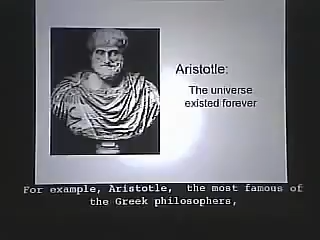 Aristotle:
The universe
existed forever
For example, Aristotle,  the most famous of
the Greek philosophers,